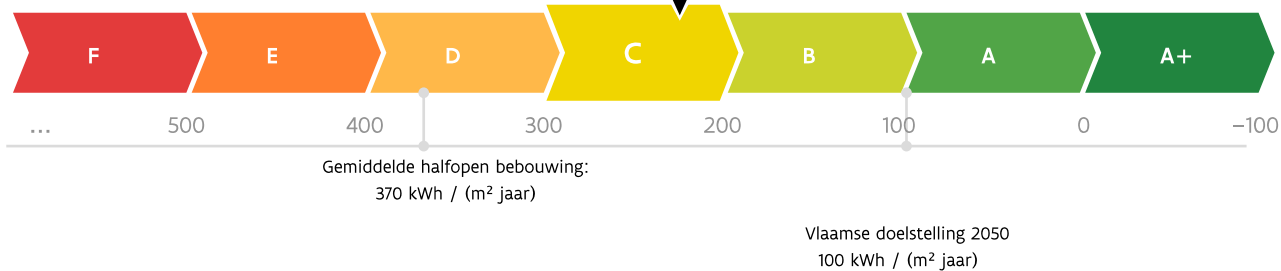 F E D C B A A+
... 500 400 300 200 100 0 −100
Gemiddelde halfopen bebouwing:
370 kWh / (m² jaar)
Vlaamse doelstelling 2050
100 kWh / (m² jaar)